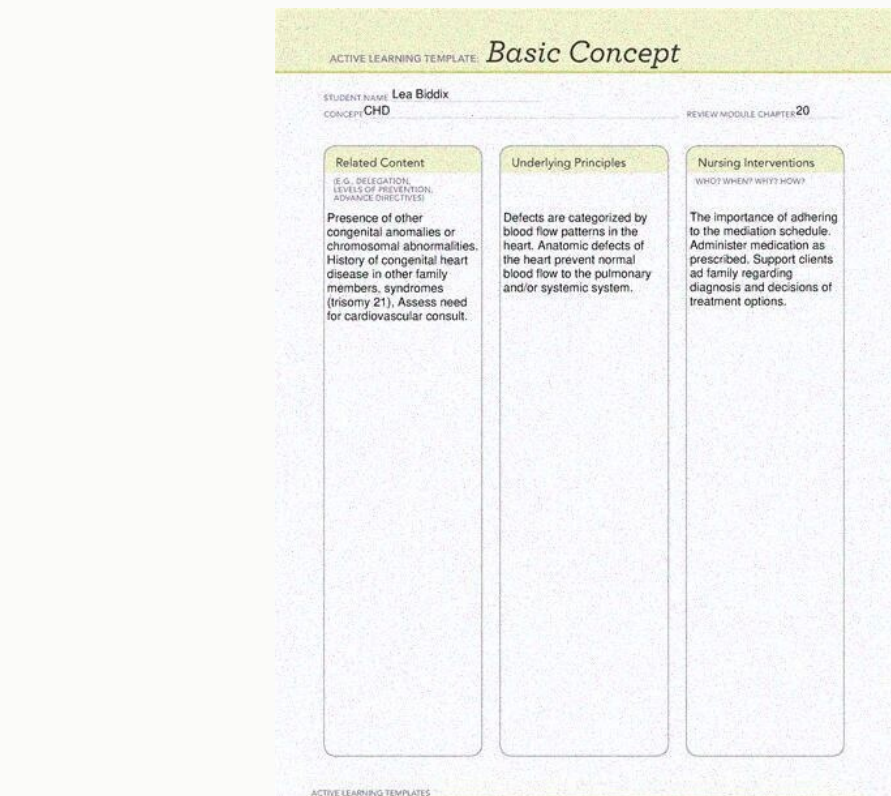 ACTIVE LEARNING TEMPLATE: Basic Concept
STUDENT NAME Lea Biddix
CONCEPT CHD
REVIEW MODULE CHAPTER 20
Related Content
(E.G., DELEGATION,
LEVELS OF PREVENTION,
ADVANCE DIRECTIVES)
Presence of other
congenital anomalies or
chromosomal abnormalities.
History of congenital heart
disease in other family
members, syndromes
(trisomy 21), Assess need
for cardiovascular consult.
Underlying Principles
Defects are categorized by
blood flow patterns in the
heart. Anatomic defects of
the heart prevent normal
blood flow to the pulmonary
and/or systemic system.
Nursing Interventions
WHO? WHEN? WHY? HOW?
The importance of adhering
to the mediation schedule.
Administer medication as
prescribed. Support clients
ad family regarding
diagnosis and decisions of
treatment options.
ACTIVE LEARNING TEMPLATES